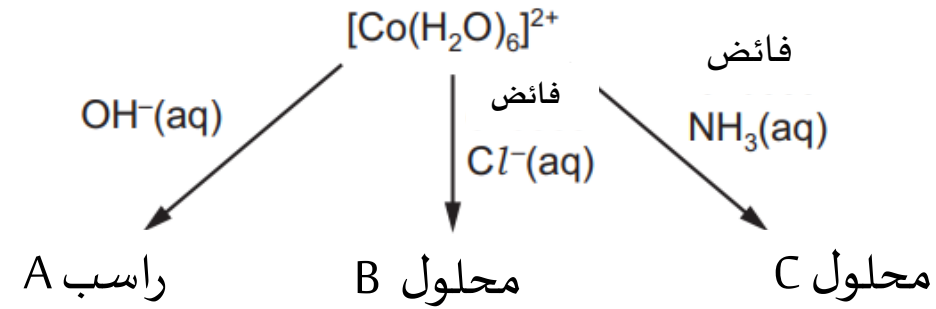 [Co(H₂O)₆]²⁺
فائض
OH⁻(aq)
فائض
NH₃(aq)
Cl⁻(aq)
راسب A
محلول B
محلول C